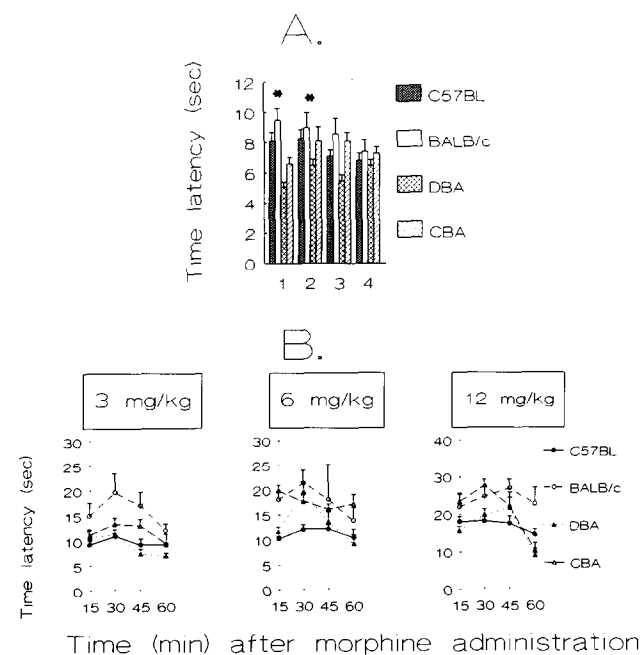 A.
Time latency (sec)
12
10
8
6
4
2
0
* *
1 2 3 4
C57BL
BALB/c
DBA
CBA
B.
3 mg/kg
6 mg/kg
12 mg/kg
Time latency (sec)
30
25
20
15
10
5
0
15 30 45 60
30
25
20
15
10
5
0
15 30 45 60
40
30
20
10
0
15 30 45 60
C57BL
BALB/c
DBA
CBA
Time (min) after morphine administration